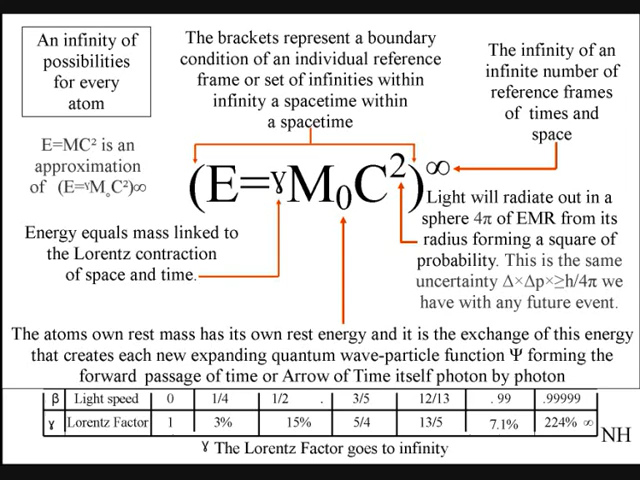 An infinity of
possibilities
for every
atom
The brackets represent a boundary
condition of an individual reference
frame or set of infinities within
infinity a spacetime within
a spacetime
The infinity of an
infinite number of
reference frames
of times and
space
E=MC² is an
approximation
of (E=ˠM˳C²)∞
(E=ɣM₀C²)∞
Energy equals mass linked to
the Lorentz contraction
of space and time.
Light will radiate out in a
sphere 4π of EMR from its
radius forming a square of
probability. This is the same
uncertainty Δ×Δp×≥h/4π we
have with any future event.
The atoms own rest mass has its own rest energy and it is the exchange of this energy
that creates each new expanding quantum wave-particle function Ψ forming the
forward passage of time or Arrow of Time itself photon by photon
β Light speed 0 1/4 1/2 . 3/5 12/13 . 99 .99999
ɣ Lorentz Factor 1 3% 15% 5/4 13/5 7.1% 224% ∞
NH
ɣ The Lorentz Factor goes to infinity